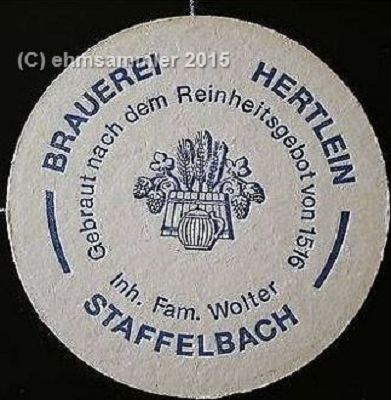 (C) ehmsammler 2015
BRAUEREI HERTLEIN
Gebraut nach dem Reinheitsgebot von 1516
Inh. Fam. Wolter
STAFFELBACH